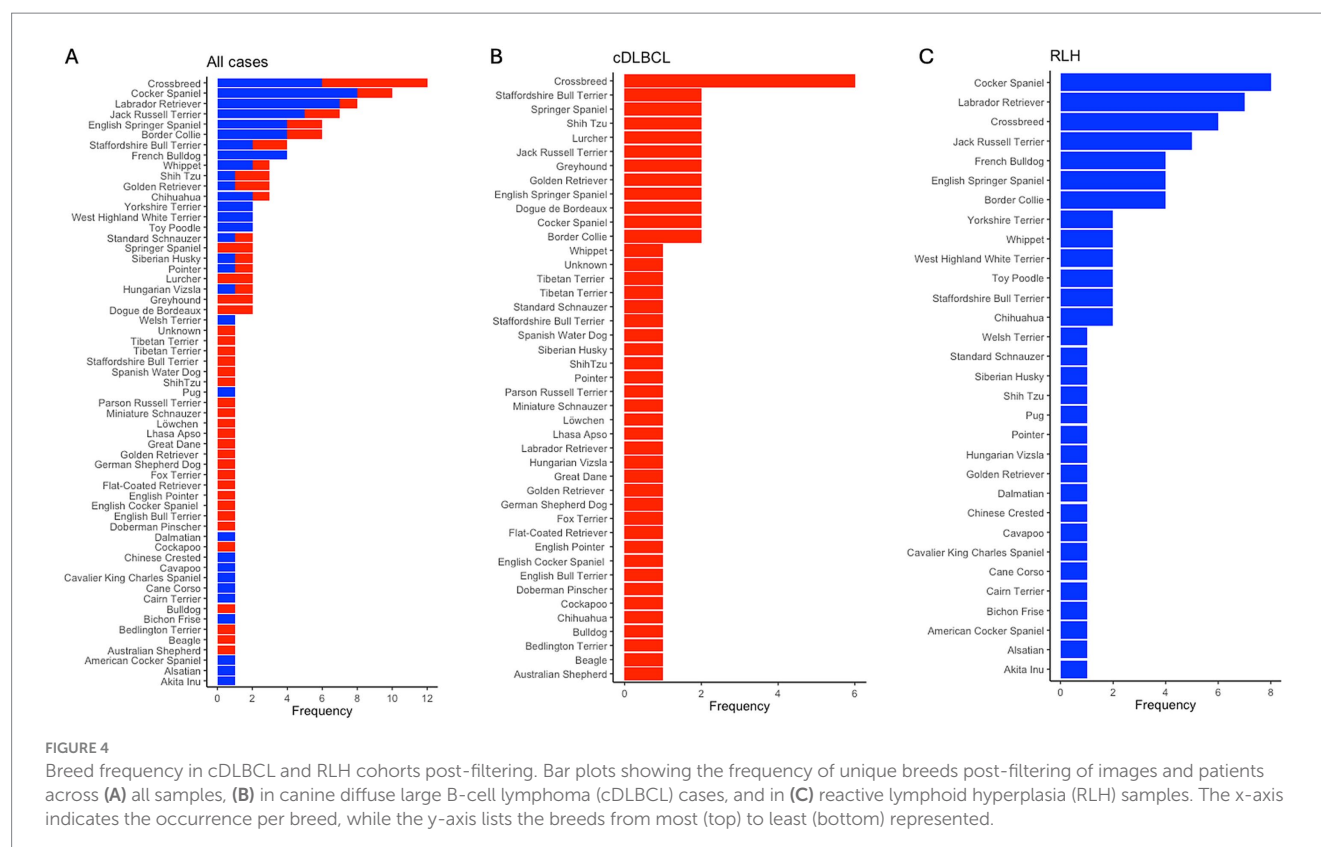 A
All cases
Crossbreed
Cocker Spaniel
Labrador Retriever
Jack Russell Terrier
English Springer Spaniel
Border Collie
Staffordshire Bull Terrier
French Bulldog
Whippet
Shih Tzu
Golden Retriever
Chihuahua
Yorkshire Terrier
West Highland White Terrier
Toy Poodle
Standard Schnauzer
Springer Spaniel
Siberian Husky
Pointer
Lurcher
Hungarian Vizsla
Greyhound
Dogue de Bordeaux
Welsh Terrier
Unknown
Tibetan Terrier
Tibetan Terrier
Staffordshire Bull Terrier
Spanish Water Dog
ShihTzu
Pug
Parson Russell Terrier
Miniature Schnauzer
Löwchen
Lhasa Apso
Great Dane
Golden Retriever
German Shepherd Dog
Fox Terrier
Flat-Coated Retriever
English Pointer
English Cocker Spaniel
English Bull Terrier
Doberman Pinscher
Dalmatian
Cockapoo
Chinese Crested
Cavapoo
Cavalier King Charles Spaniel
Cane Corso
Cairn Terrier
Bulldog
Bichon Frise
Bedlington Terrier
Beagle
Australian Shepherd
American Cocker Spaniel
Alsatian
Akita Inu
0 2 4 6 8 10 12
Frequency
B
cDLBCL
Crossbreed
Staffordshire Bull Terrier
Springer Spaniel
Shih Tzu
Lurcher
Jack Russell Terrier
Greyhound
Golden Retriever
English Springer Spaniel
Dogue de Bordeaux
Cocker Spaniel
Border Collie
Whippet
Unknown
Tibetan Terrier
Tibetan Terrier
Standard Schnauzer
Staffordshire Bull Terrier
Spanish Water Dog
Siberian Husky
ShihTzu
Pointer
Parson Russell Terrier
Miniature Schnauzer
Löwchen
Lhasa Apso
Labrador Retriever
Hungarian Vizsla
Great Dane
Golden Retriever
German Shepherd Dog
Fox Terrier
Flat-Coated Retriever
English Pointer
English Cocker Spaniel
English Bull Terrier
Doberman Pinscher
Cockapoo
Chihuahua
Bulldog
Bedlington Terrier
Beagle
Australian Shepherd
0 2 4 6
Frequency
C
RLH
Cocker Spaniel
Labrador Retriever
Crossbreed
Jack Russell Terrier
French Bulldog
English Springer Spaniel
Border Collie
Yorkshire Terrier
Whippet
West Highland White Terrier
Toy Poodle
Staffordshire Bull Terrier
Chihuahua
Welsh Terrier
Standard Schnauzer
Siberian Husky
Shih Tzu
Pug
Pointer
Hungarian Vizsla
Golden Retriever
Dalmatian
Chinese Crested
Cavapoo
Cavalier King Charles Spaniel
Cane Corso
Cairn Terrier
Bichon Frise
American Cocker Spaniel
Alsatian
Akita Inu
0 2 4 6 8
Frequency
FIGURE 4
Breed frequency in cDLBCL and RLH cohorts post-filtering. Bar plots showing the frequency of unique breeds post-filtering of images and patients
across (A) all samples, (B) in canine diffuse large B-cell lymphoma (cDLBCL) cases, and in (C) reactive lymphoid hyperplasia (RLH) samples. The x-axis
indicates the occurrence per breed, while the y-axis lists the breeds from most (top) to least (bottom) represented.